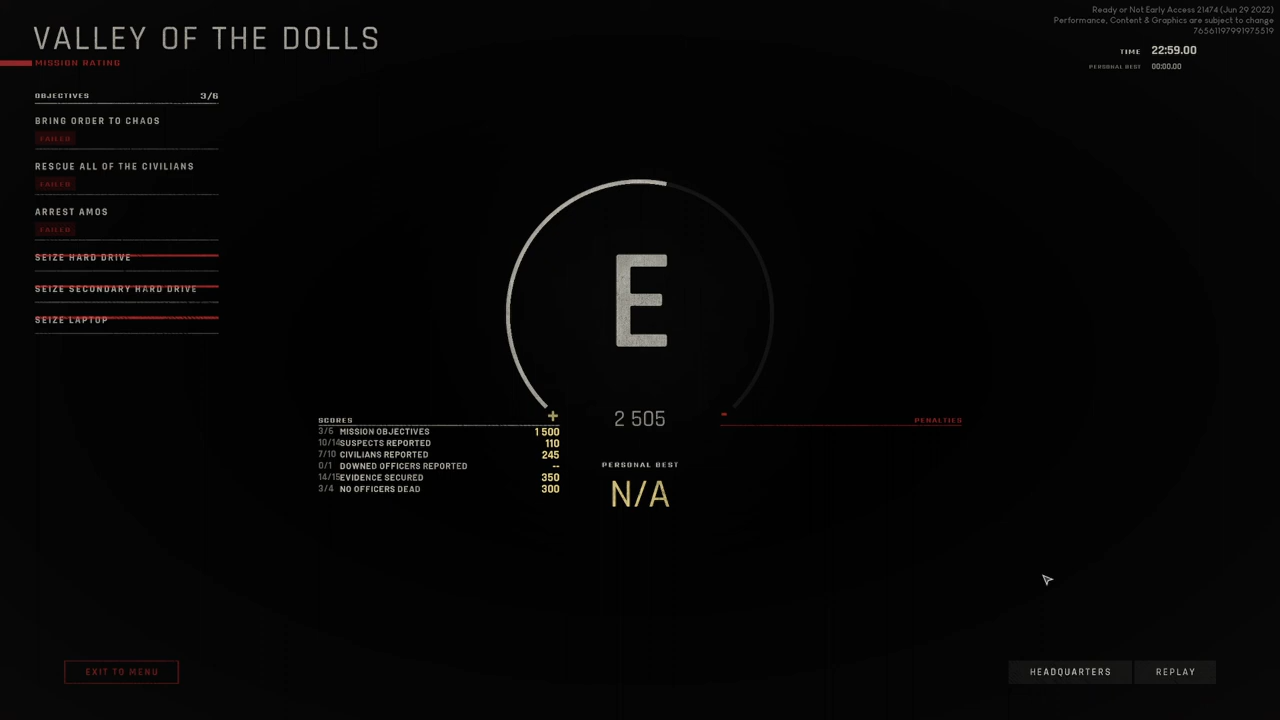 VALLEY OF THE DOLLS
MISSION RATING
Ready or Not Early Access 21474 (Jun 29 2022)
Performance, Content & Graphics are subject to change
76561197991975519
TIME 22:59.00
PERSONAL BEST 00:00.00
OBJECTIVES 3/6
BRING ORDER TO CHAOS
FAILED
RESCUE ALL OF THE CIVILIANS
FAILED
ARREST AMOS
FAILED
SEIZE HARD DRIVE
SEIZE SECONDARY HARD DRIVE
SEIZE LAPTOP
E
2 505
SCORES +
3/6 MISSION OBJECTIVES 1 500
10/14 SUSPECTS REPORTED 110
7/10 CIVILIANS REPORTED 245
0/1 DOWNED OFFICERS REPORTED --
14/15 EVIDENCE SECURED 350
3/4 NO OFFICERS DEAD 300
- PENALTIES
PERSONAL BEST
N/A
EXIT TO MENU
HEADQUARTERS
REPLAY